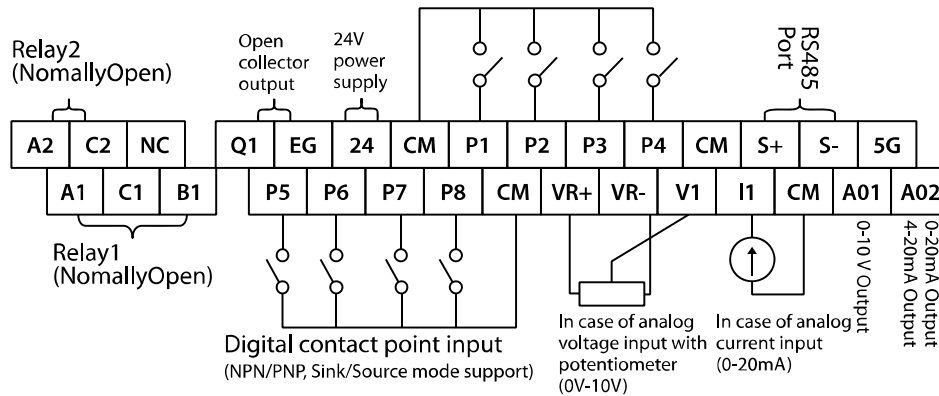 Relay2
(NomallyOpen)
Open
collector
output
24V
power
supply
RS485
Port
A2 C2 NC Q1 EG 24 CM P1 P2 P3 P4 CM S+ S- 5G
A1 C1 B1 P5 P6 P7 P8 CM VR+ VR- V1 I1 CM A01 A02
Relay1
(NomallyOpen)
Digital contact point input
(NPN/PNP, Sink/Source mode support)
In case of analog
voltage input with
potentiometer
(0V-10V)
In case of analog
current input
(0-20mA)
0-10 V Output
0-20mA Output
4-20mA Output